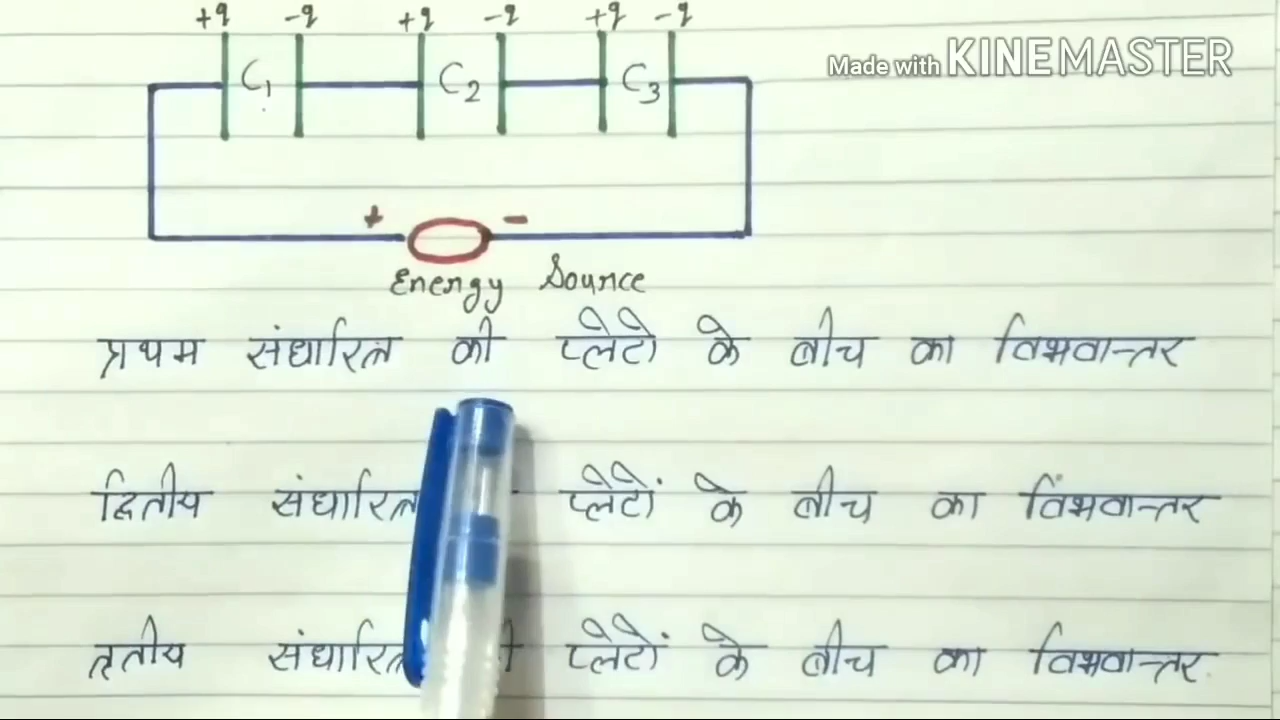 +q -q +q -q +q -q
C1 C2 C3
Made with KINEMASTER
+ -
Energy Source
प्रथम संधारित्र की प्लेटो के बीच का विभवान्तर
द्वितीय संधारित्र प्लेटों के बीच का विंभवान्तर
तृतीय संधारित्र की प्लेटों के बीच का विभवान्तर